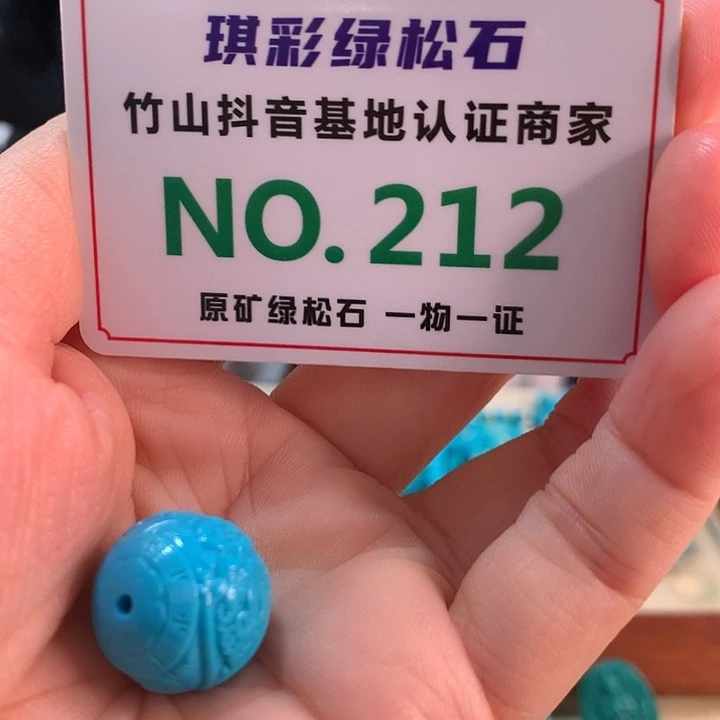 琪彩绿松石
竹山抖音基地认证商家
NO.212
原矿绿松石 一物一证